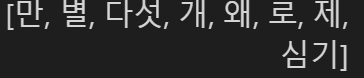 [만, 별, 다섯, 개, 왜, 로, 제,
심기]